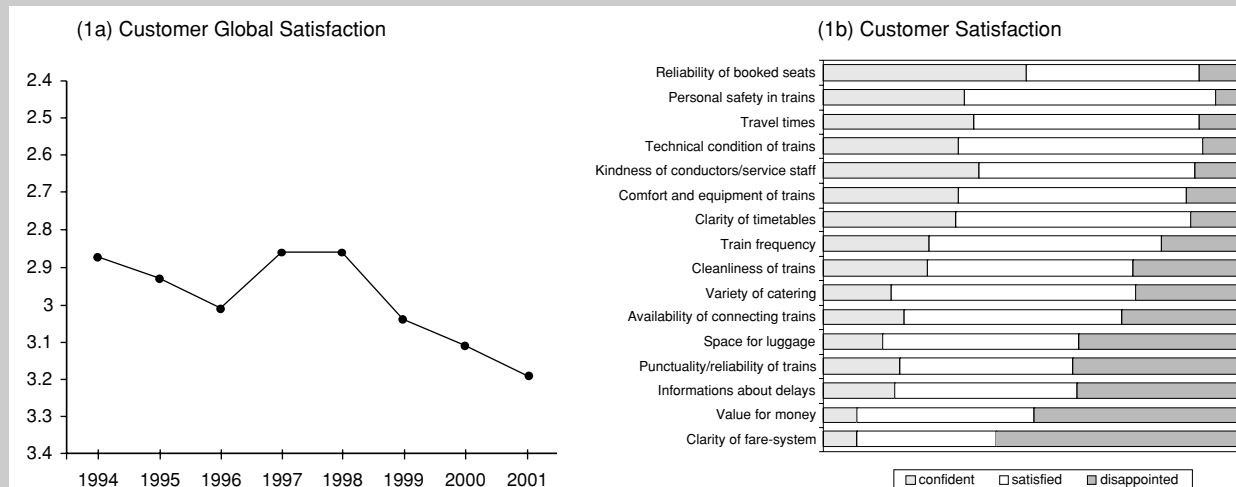 (1a) Customer Global Satisfaction
2.4
2.5
2.6
2.7
2.8
2.9
3
3.1
3.2
3.3
3.4
1994 1995 1996 1997 1998 1999 2000 2001
(1b) Customer Satisfaction
Reliability of booked seats
Personal safety in trains
Travel times
Technical condition of trains
Kindness of conductors/service staff
Comfort and equipment of trains
Clarity of timetables
Train frequency
Cleanliness of trains
Variety of catering
Availability of connecting trains
Space for luggage
Punctuality/reliability of trains
Informations about delays
Value for money
Clarity of fare-system
confident satisfied disappointed